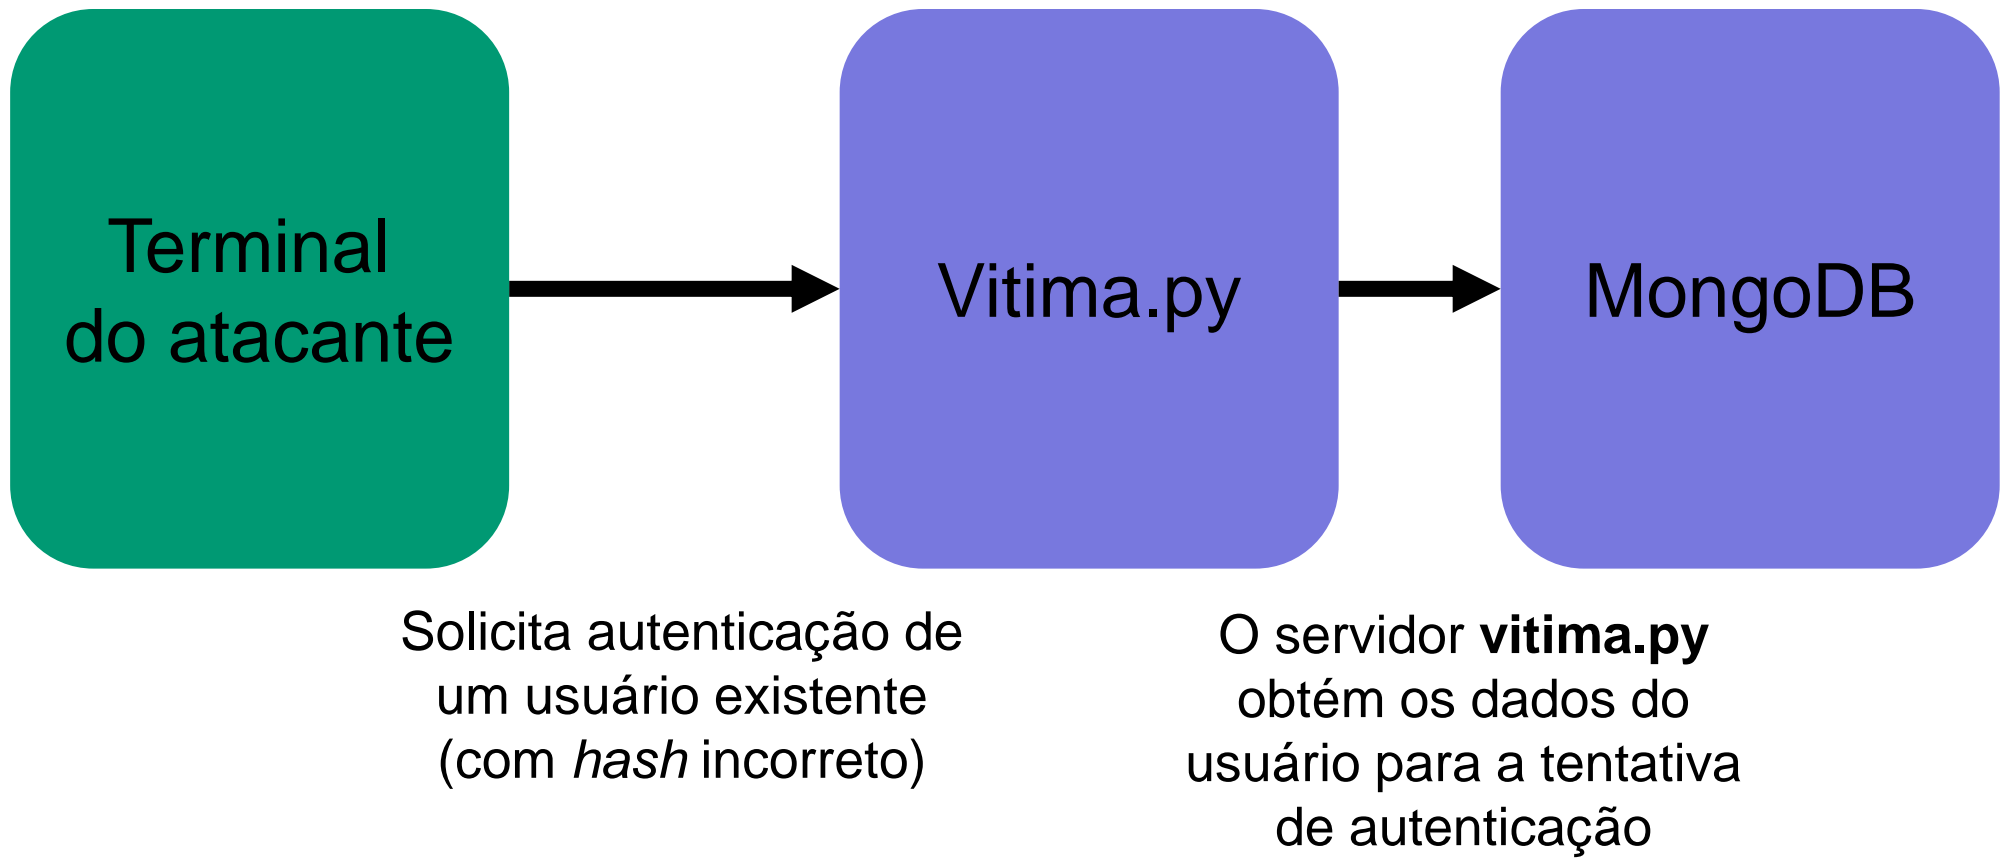 Terminal
do atacante
Vitima.py
MongoDB
Solicita autenticação de
um usuário existente
(com hash incorreto)
O servidor vitima.py
obtém os dados do
usuário para a tentativa
de autenticação